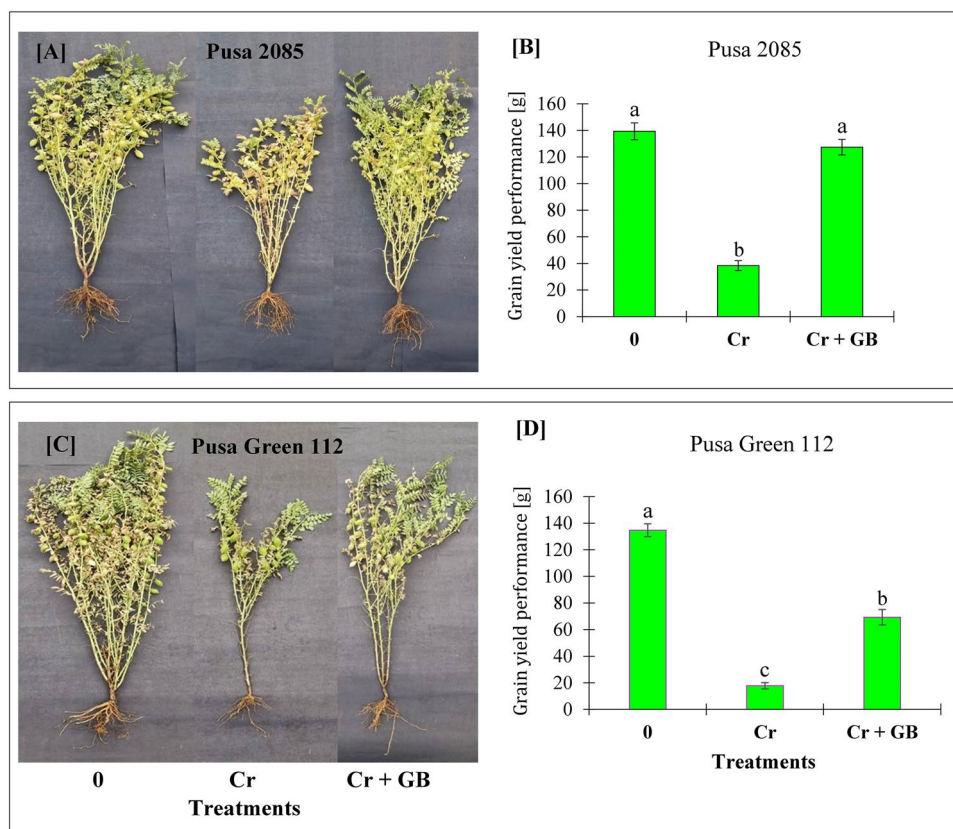 [A] Pusa 2085
[B] Pusa 2085
Grain yield performance [g]
160
140
120
100
80
60
40
20
0
a
b
a
0 Cr Cr + GB
[C] Pusa Green 112
0 Cr Cr + GB
Treatments
[D] Pusa Green 112
Grain yield performance [g]
160
140
120
100
80
60
40
20
0
a
c
b
0 Cr Cr + GB
Treatments